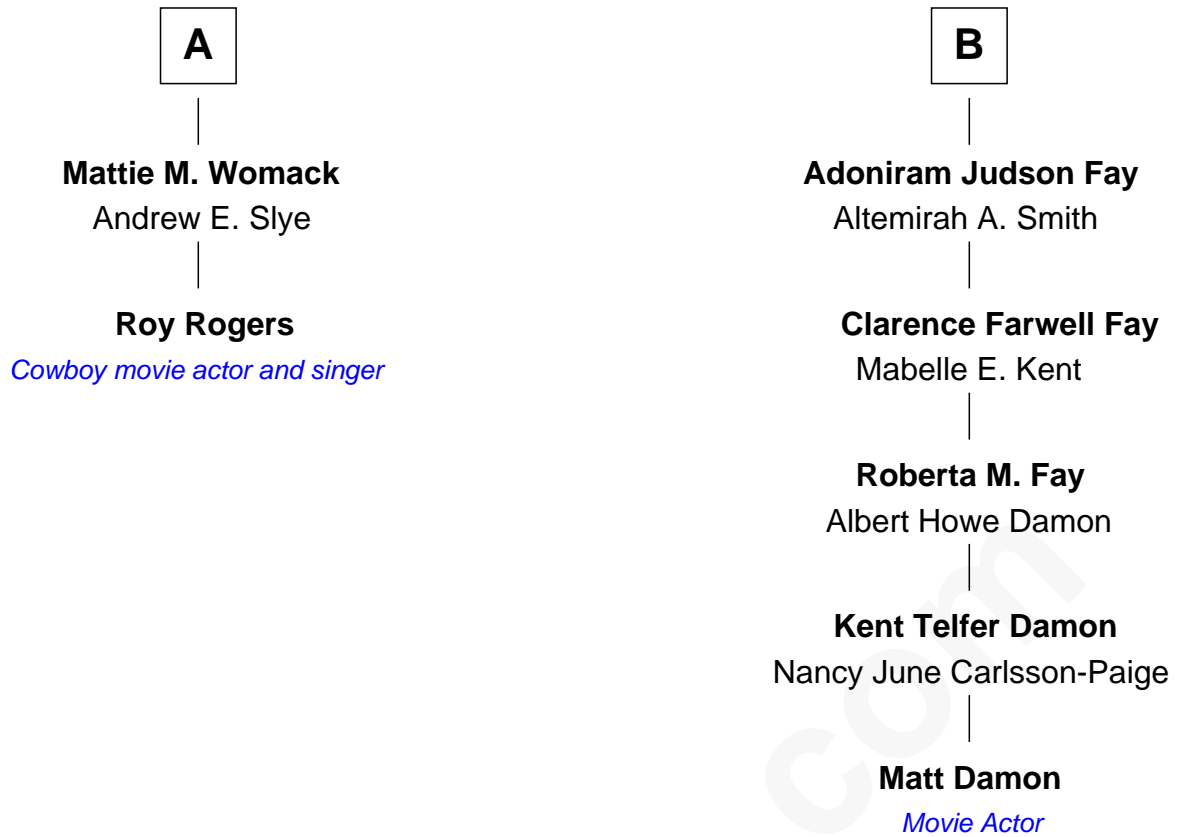 A
Mattie M. Womack
Andrew E. Slye
Roy Rogers
Cowboy movie actor and singer
B
Adoniram Judson Fay
Altemirah A. Smith
Clarence Farwell Fay
Mabelle E. Kent
Roberta M. Fay
Albert Howe Damon
Kent Telfer Damon
Nancy June Carlsson-Paige
Matt Damon
Movie Actor
com